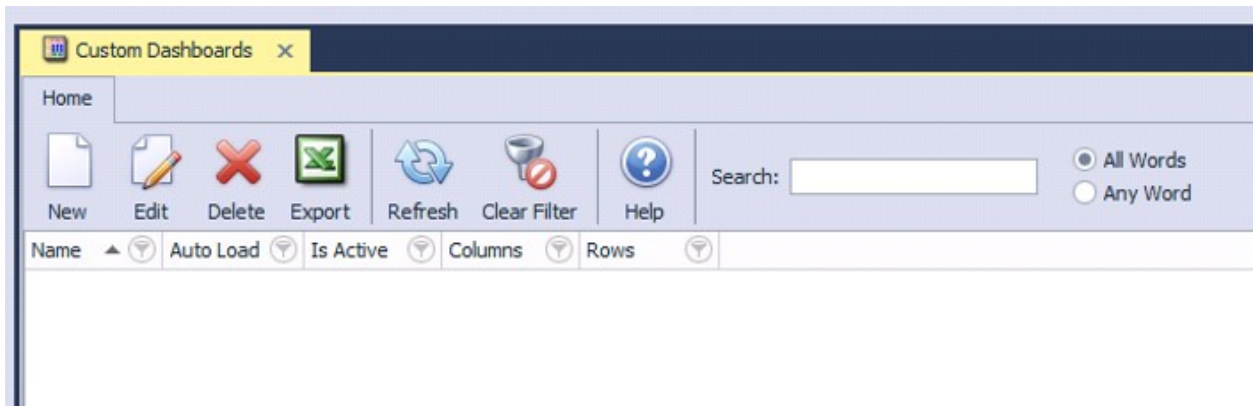 Custom Dashboards
Home
New Edit Delete Export Refresh Clear Filter Help Search: All Words
Any Word
Name Auto Load Is Active Columns Rows